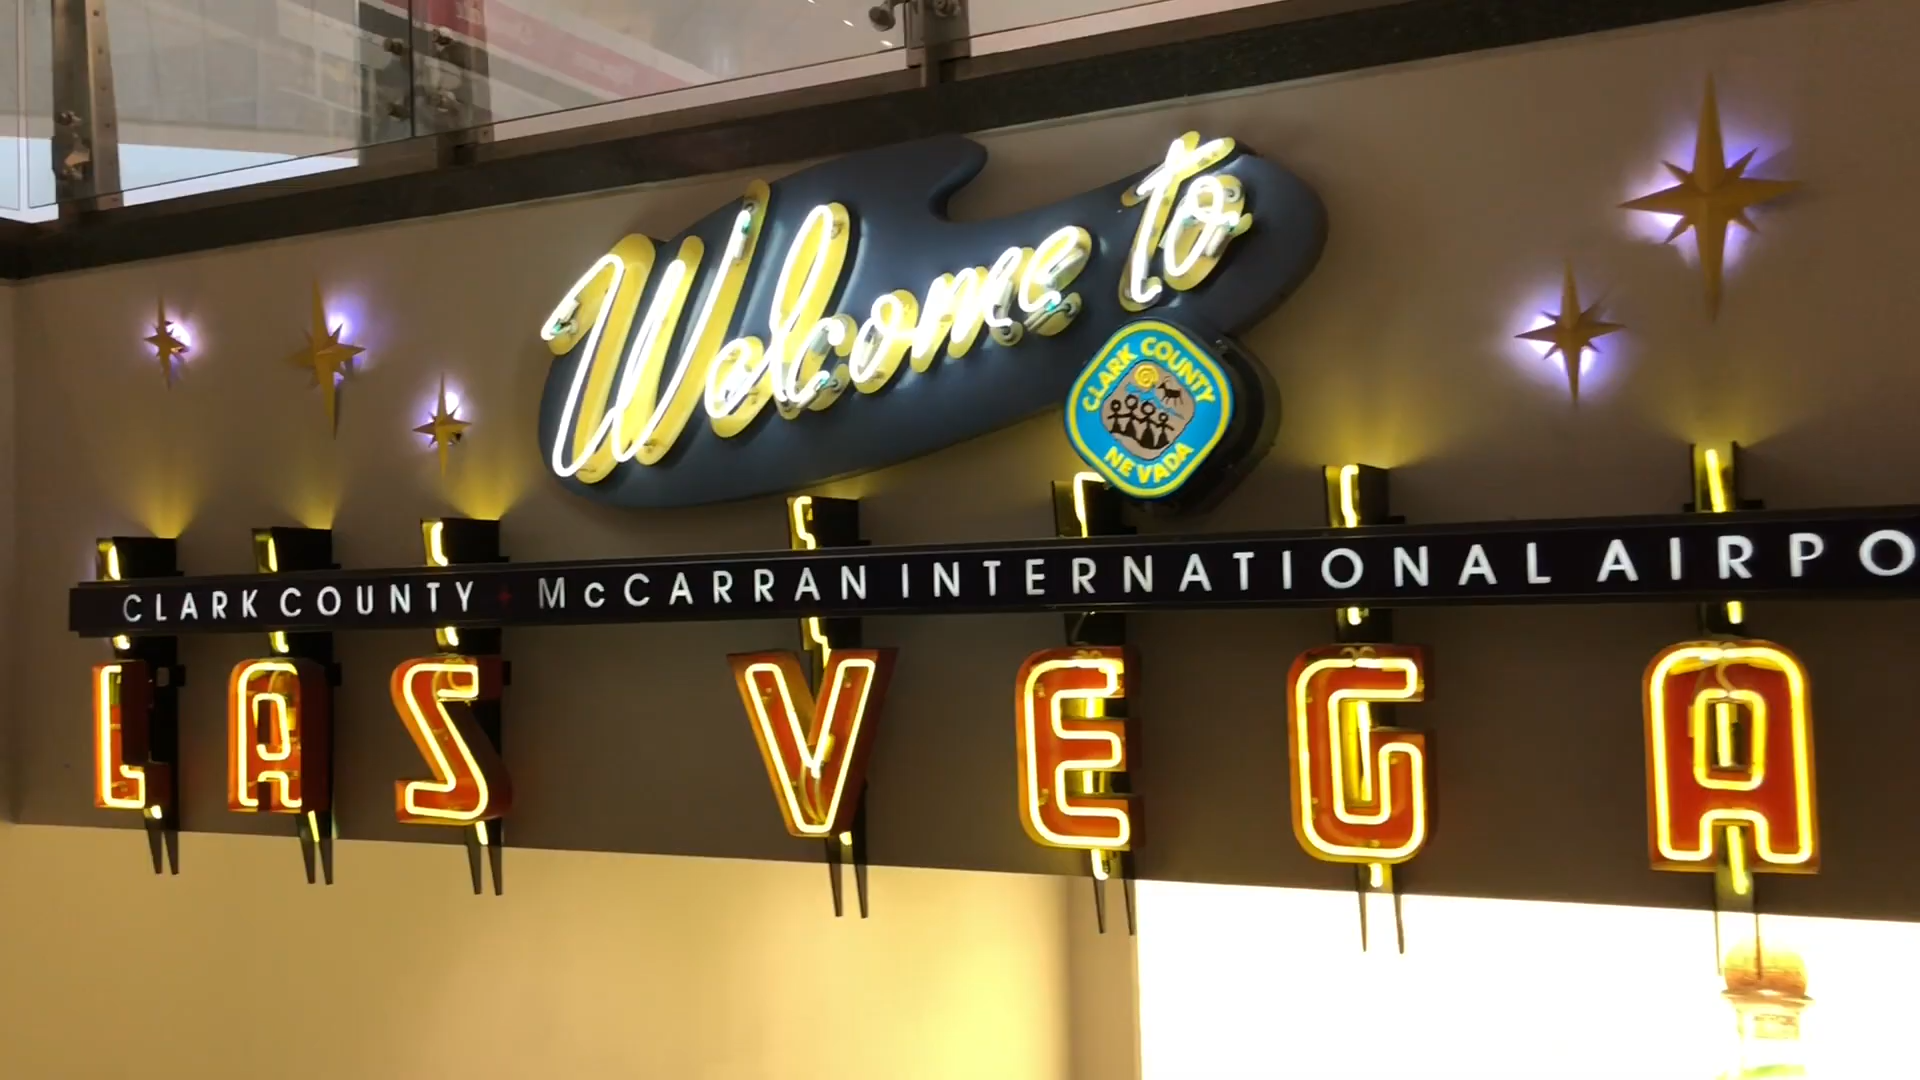 Welcome to
CLARK COUNTY
NEVADA
CLARK COUNTY McCARRAN INTERNATIONAL AIRPO
LAS VEGA